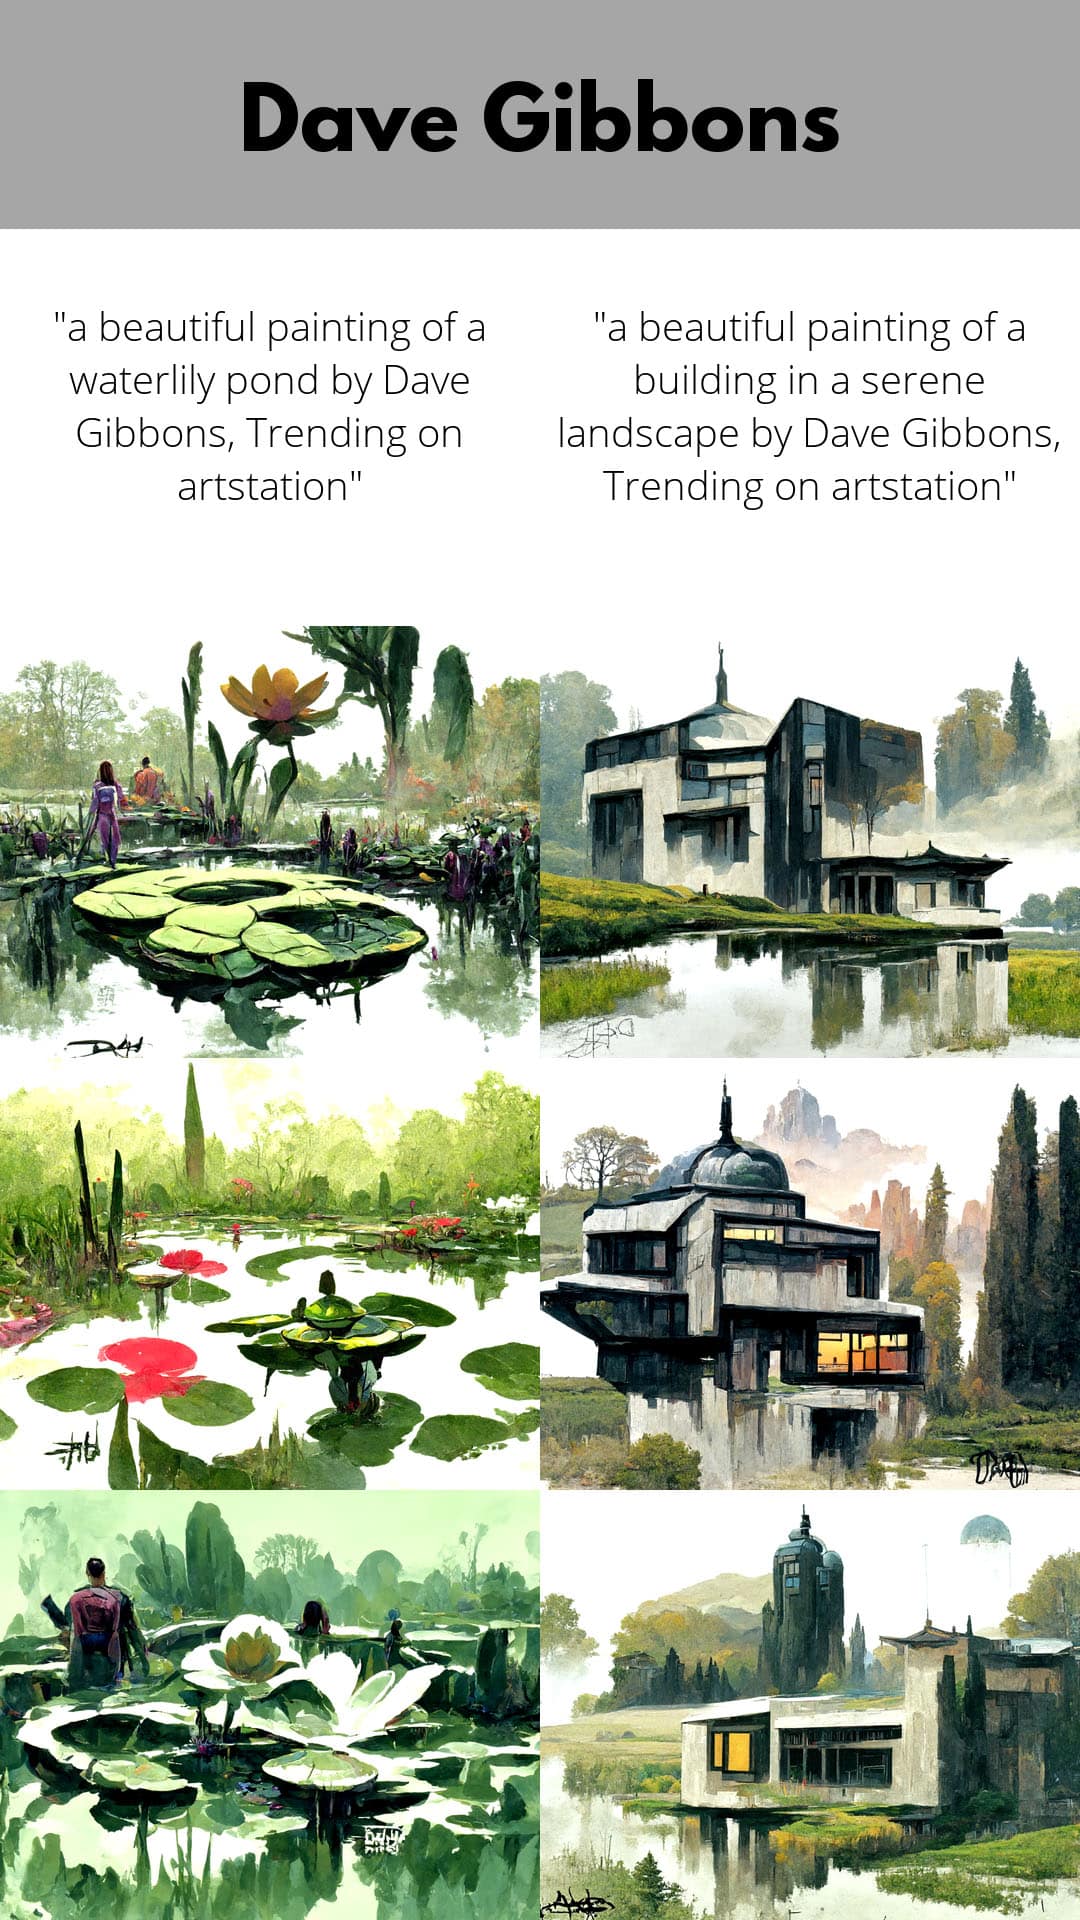 Dave Gibbons
"a beautiful painting of a
waterlily pond by Dave
Gibbons, Trending on
artstation"
"a beautiful painting of a
building in a serene
landscape by Dave Gibbons,
Trending on artstation"